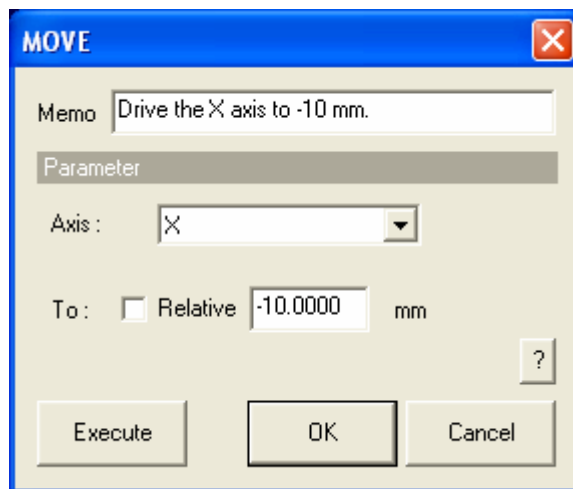 MOVE
Memo Drive the X axis to -10 mm.
Parameter
Axis : X
To : Relative -10.0000 mm
?
Execute OK Cancel